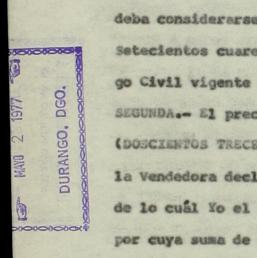 deba considerarse
Setecientos cuare
go Civil vigente
SEGUNDA.- El prec
(DOSCIENTOS TRECE
la Vendedora decl
de lo cuál Yo el
por cuya suma de
MAYO 2 1977
DURANGO, DGO.